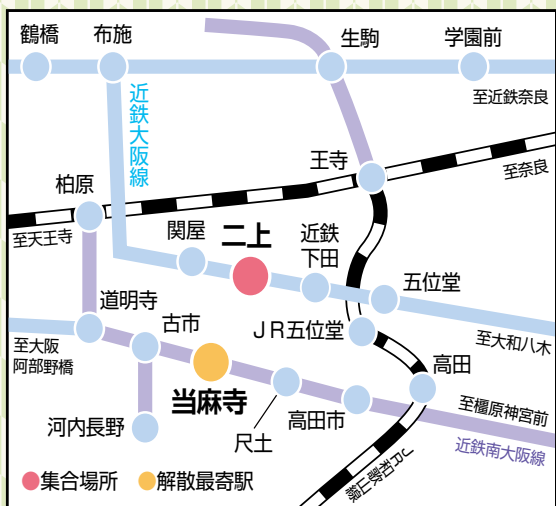 鶴橋
布施
生駒
学園前
至近鉄奈良
近鉄大阪線
王寺
至奈良
柏原
至天王寺
関屋
二上
近鉄
下田
五位堂
道明寺
古市
JR五位堂
至大和八木
至大阪
阿部野橋
高田
当麻寺
至橿原神宮前
河内長野
尺土
高田市
近鉄南大阪線
JR和歌山線
●集合場所 ●解散最寄駅